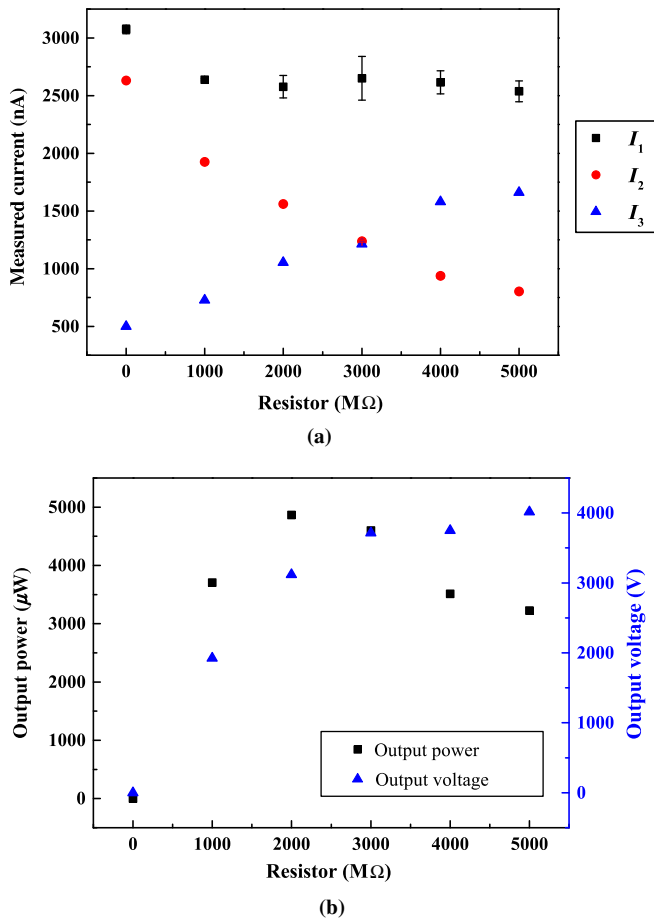 3000
2500
2000
1500
1000
500
Measured current (nA)
0 1000 2000 3000 4000 5000
Resistor (MΩ)
I1
I2
I3
(a)
5000
4000
3000
2000
1000
0
Output power (μW)
4000
3000
2000
1000
0
Output voltage (V)
Output power
Output voltage
0 1000 2000 3000 4000 5000
Resistor (MΩ)
(b)